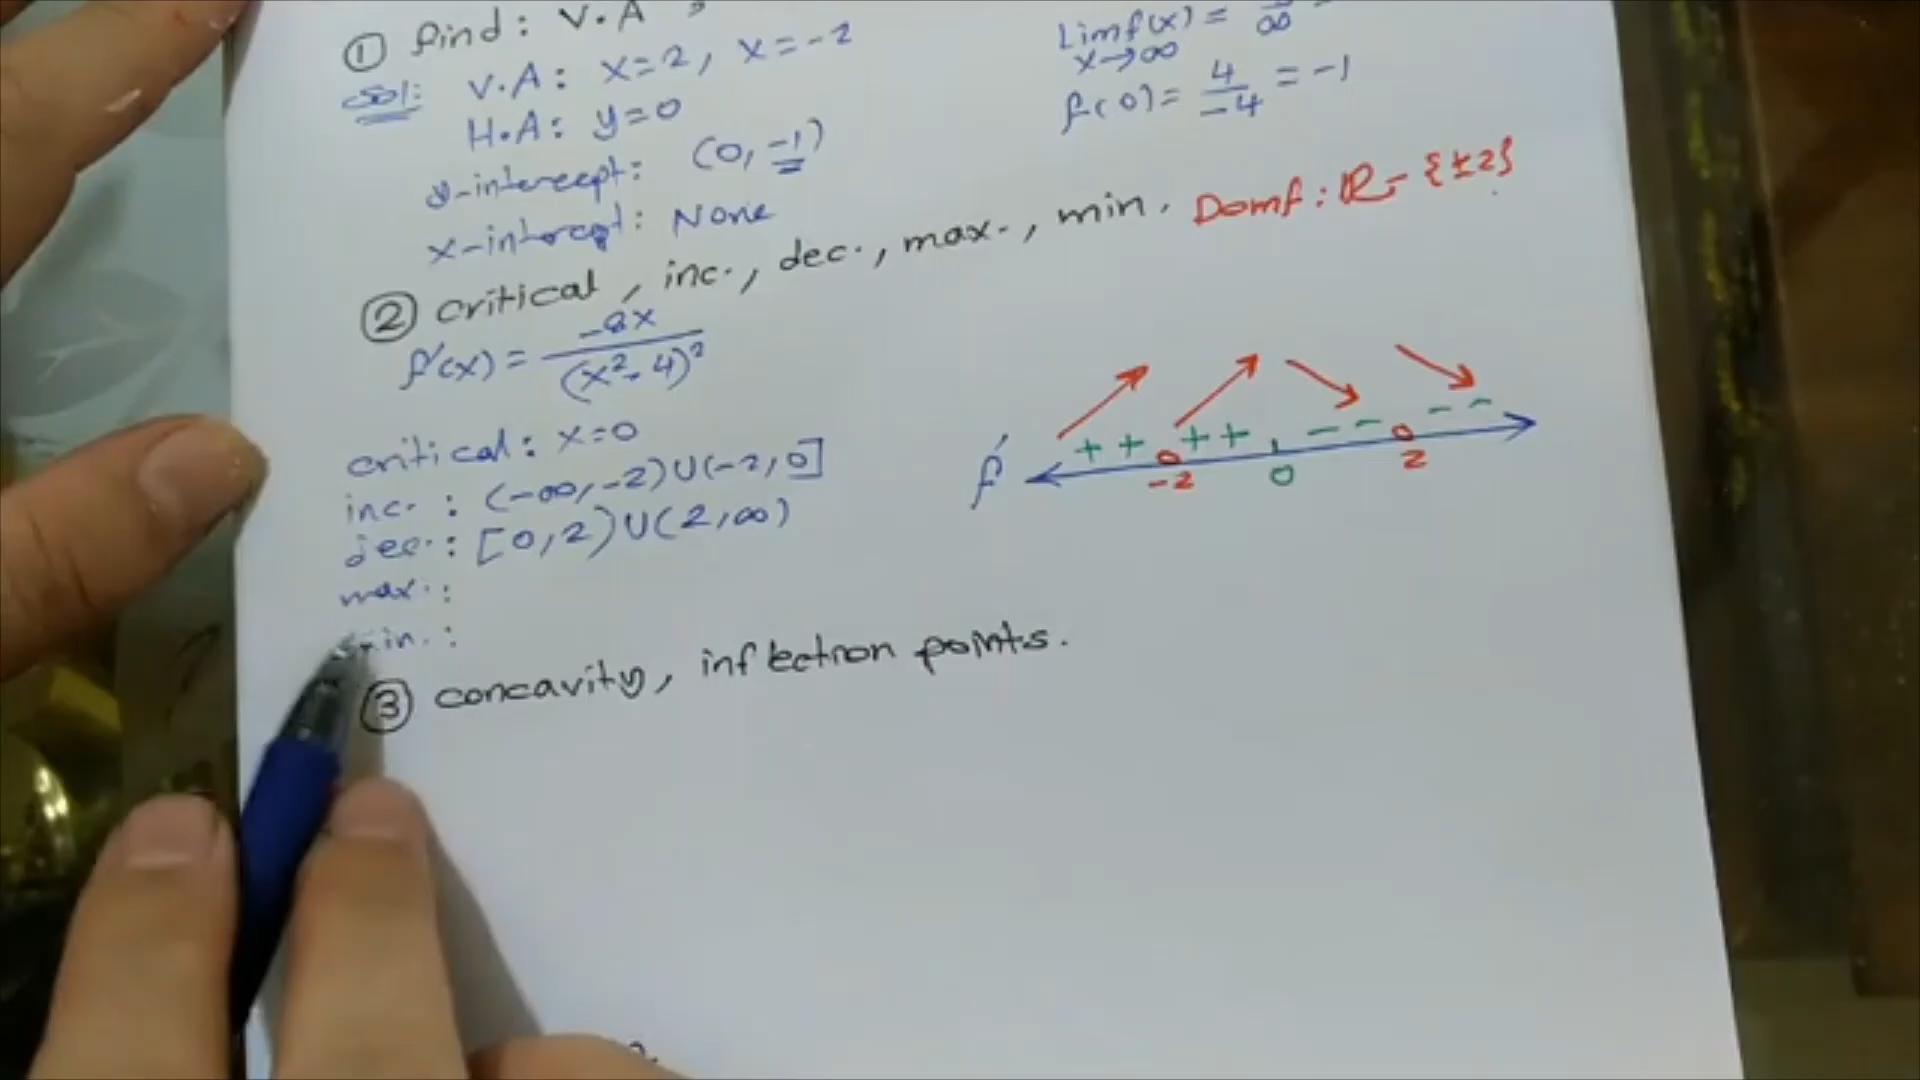 ① find: V.A
Sol: V.A: x=2, x=-2
H.A: y=0
y-intercept: (0, -1)
x-intercept: None
Limf(x) = — ∞
x→∞
f(0) = 4/-4 = -1
② critical, inc., dec., max., min. Domf: ℝ-{±2}
f'(x) = -8x/(x²-4)²
critical: x=0
inc. : (-∞,-2)∪(-2,0]
dec. : [0,2)∪(2,∞)
max. :
min. :
f' + + + + - - - -
-2 0 2
③ concavity, inflection points.